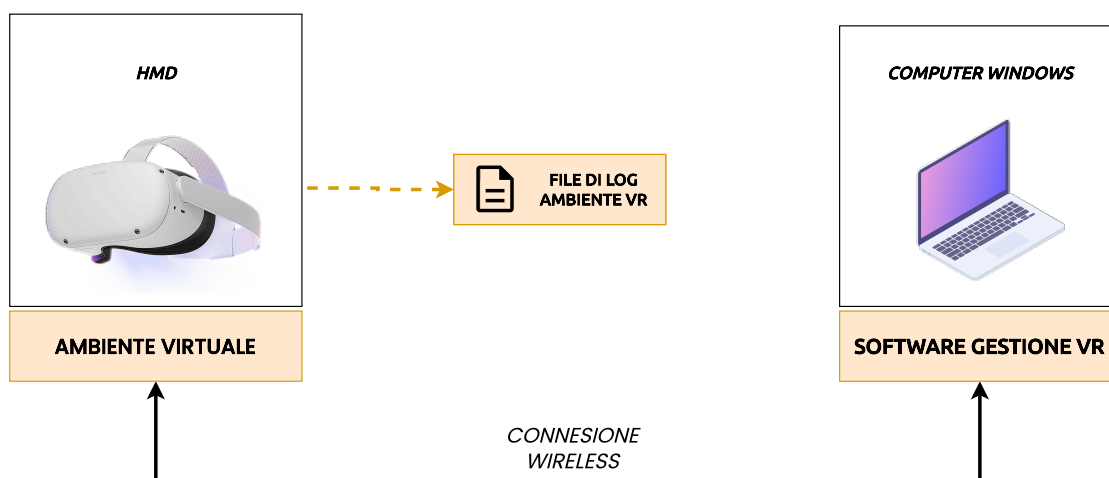 HMD
COMPUTER WINDOWS
FILE DI LOG
AMBIENTE VR
AMBIENTE VIRTUALE
SOFTWARE GESTIONE VR
CONNESIONE
WIRELESS